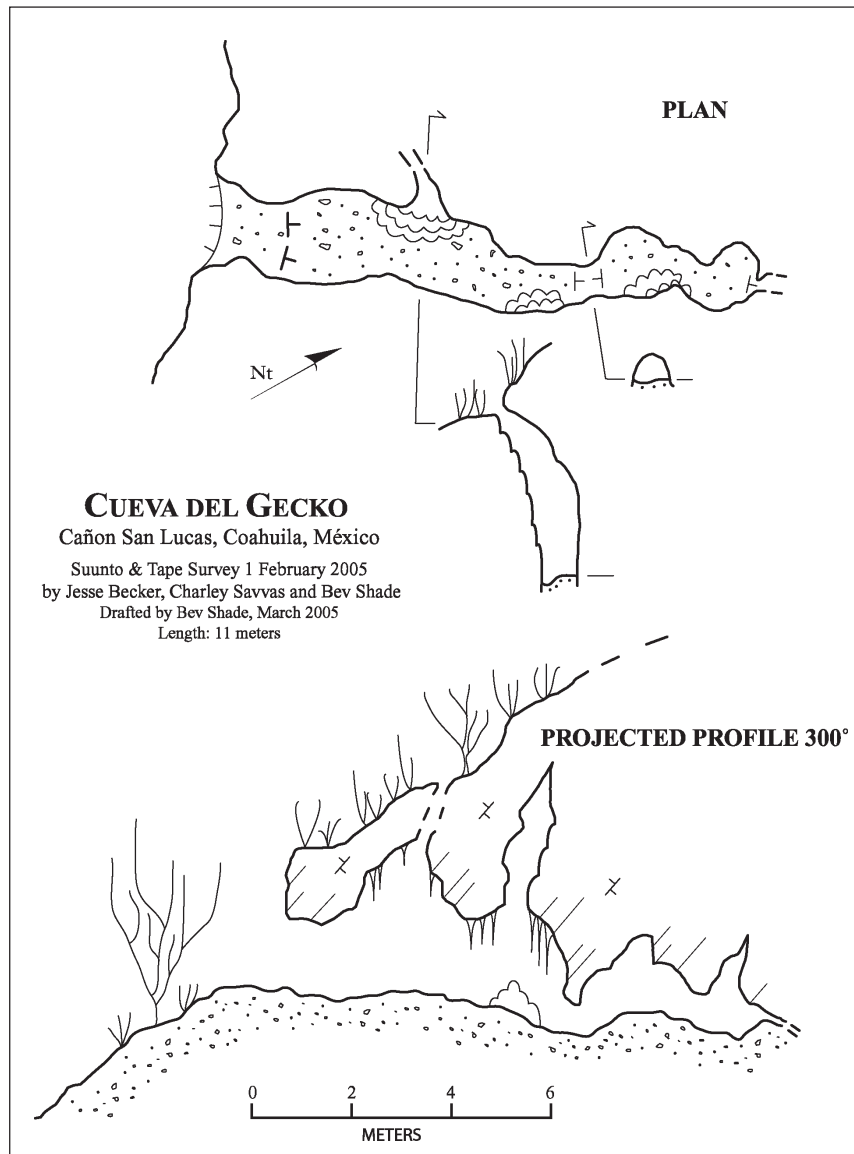 PLAN
Nt
CUEVA DEL GECKO
Cañon San Lucas, Coahuila, México
Suunto & Tape Survey 1 February 2005
by Jesse Becker, Charley Savvas and Bev Shade
Drafted by Bev Shade, March 2005
Length: 11 meters
PROJECTED PROFILE 300°
0 2 4 6
METERS